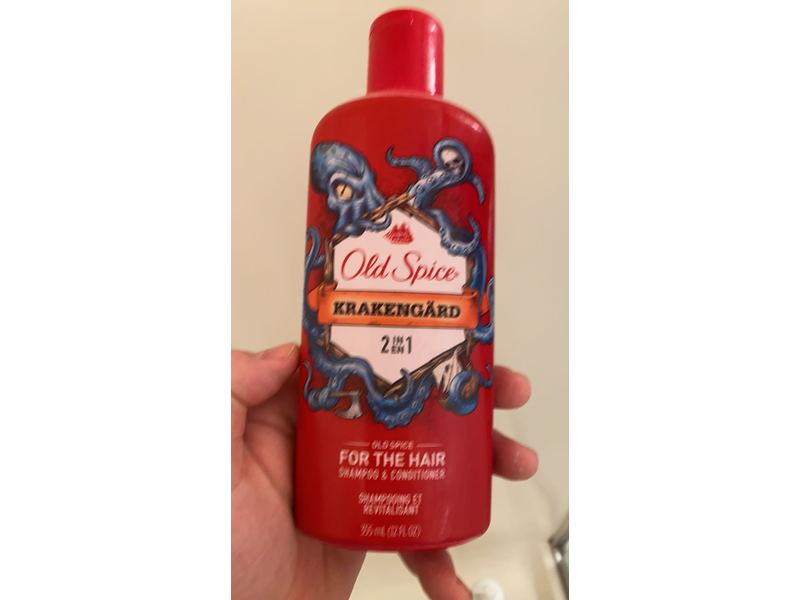 Old Spice
KRAKENGÄRD
2 IN EN 1
OLD SPICE
FOR THE HAIR
SHAMPOO & CONDITIONER
SHAMPOOING ET
REVITALISANT
355 mL (12 FL OZ)